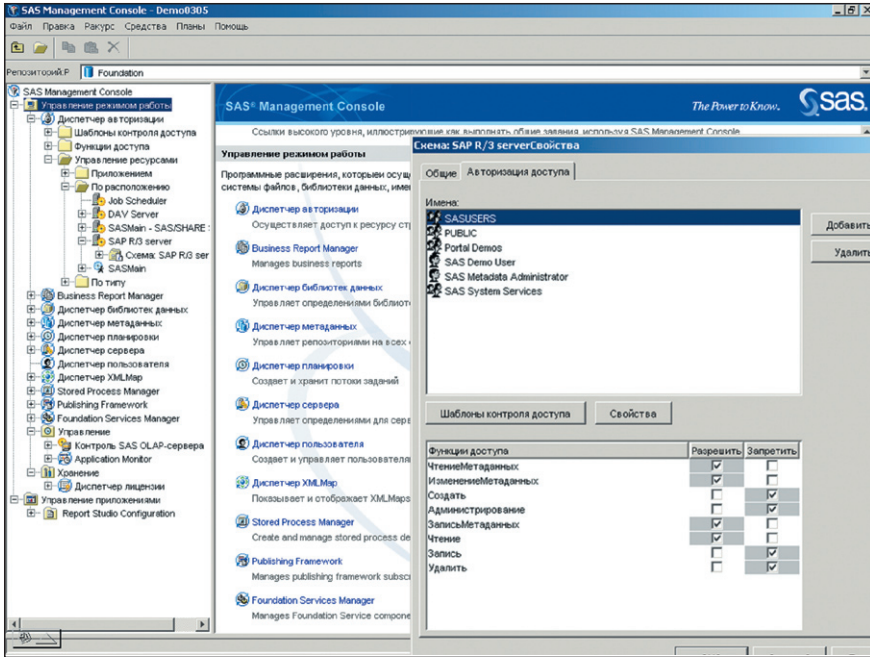 SAS Management Console - Demo0305
Файл Правка Ракурс Средства Планы Помощь
Репозиторий:Р Foundation
SAS Management Console
Управление режимом работы
Диспетчер авторизации
Шаблоны контроля доступа
Функции доступа
Управление ресурсами
Приложением
По расположению
Job Scheduler
DAV Server
SASMain - SAS/SHARE
SAP R/3 server
Схема: SAP R/3 ser
SASMain
По типу
Business Report Manager
Диспетчер библиотек данных
Диспетчер метаданных
Диспетчер планировки
Диспетчер сервера
Диспетчер пользователя
Диспетчер XMLMap
Stored Process Manager
Publishing Framework
Foundation Services Manager
Управление
Контроль SAS OLAP-сервера
Application Monitor
Хранение
Диспетчер лицензии
Управление приложениями
Report Studio Configuration
SAS® Management Console
The Power to Know.
sas.
Ссылки высокого уровня, иллюстрирующие как выполнять общие задания, используя SAS Management Console
Управление режимом работы
Программные расширения, которыеи осущ
системы файлов, библиотеки данных, име
Диспетчер авторизации
Осуществляет доступ к ресурсу ст
Business Report Manager
Manages business reports
Диспетчер библиотек данных
Управляет определениями библиот
Диспетчер метаданных
Управляет репозиториями на всех
Диспетчер планировки
Создает и хранит потоки заданий
Диспетчер сервера
Управляет определениями для серв
Диспетчер пользователя
Создает и управляет пользователя
Диспетчер XMLMap
Показывает и отображает XMLMaps
Stored Process Manager
Create and manage stored process de
Publishing Framework
Manages publishing framework subsc
Foundation Services Manager
Manages Foundation Service compone
Схема: SAP R/3 serverСвойства
Общие Авторизация доступа
Имена:
SASUSERS
PUBLIC
Portal Demos
SAS Demo User
SAS Metadata Administrator
SAS System Services
Добавить
Удалить
Шаблоны контроля доступа Свойства
Функции доступа Разрешить Запретить
ЧтениеМетаданных
ИзменениеМетаданных
Создать
Администрирование
ЗаписьМетаданных
Чтение
Запись
Удалить